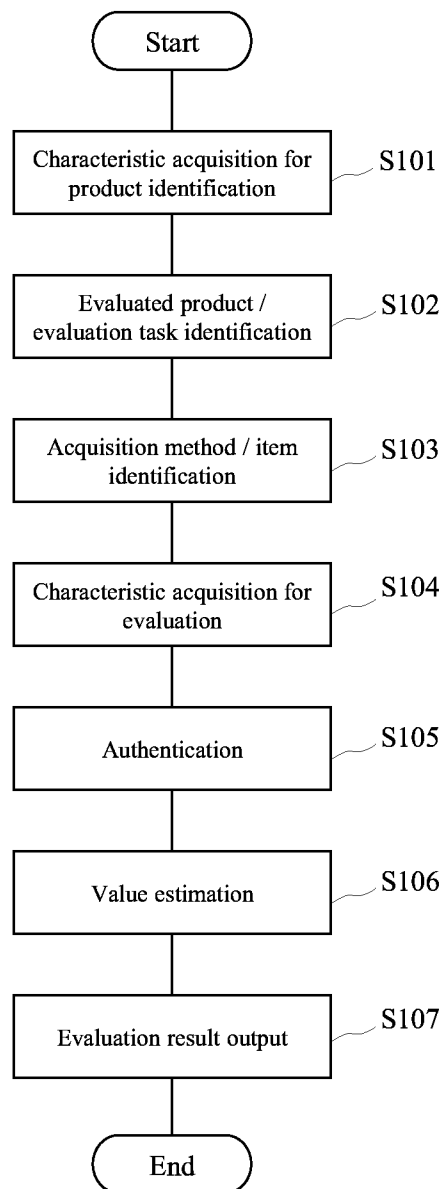 Start
Characteristic acquisition for
product identification
S101
Evaluated product /
evaluation task identification
S102
Acquisition method / item
identification
S103
Characteristic acquisition for
evaluation
S104
Authentication
S105
Value estimation
S106
Evaluation result output
S107
End